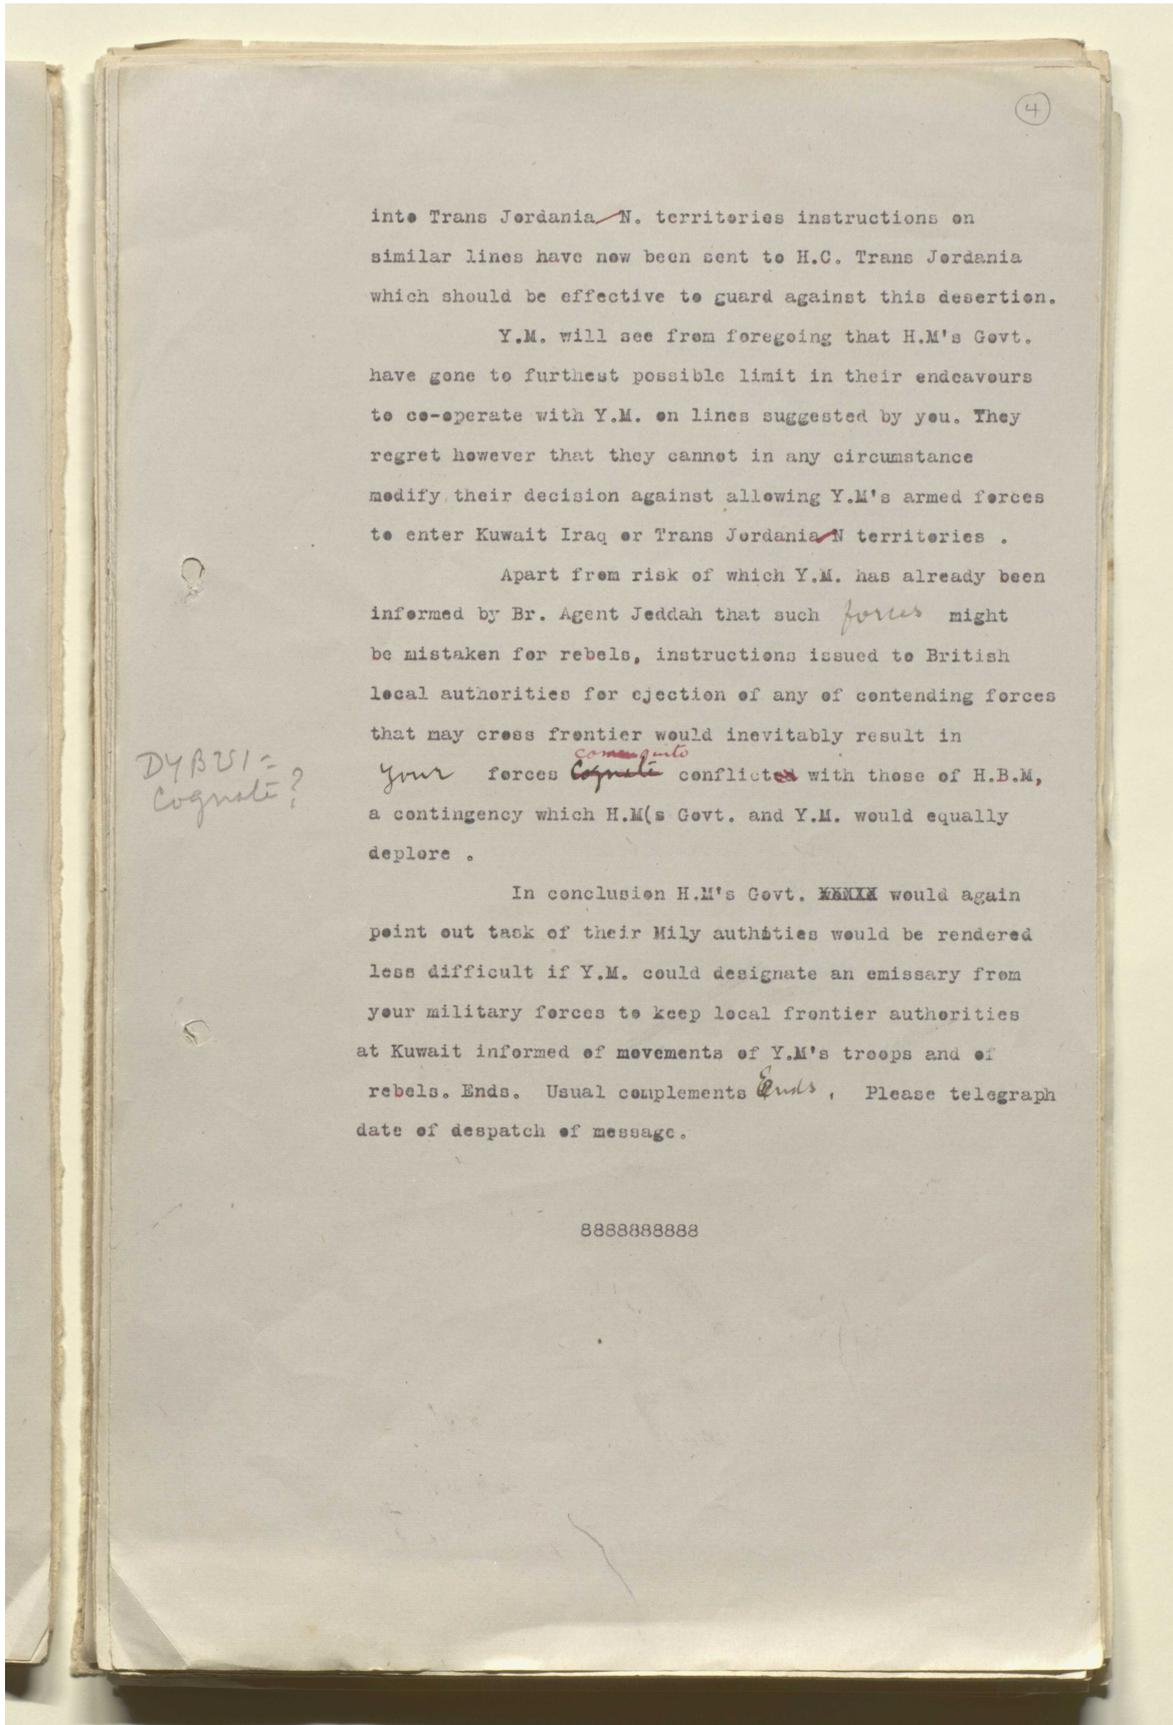 4
into Trans Jordania N. territories instructions on
similar lines have now been sent to H.C. Trans Jordania
which should be effective to guard against this desertion.
Y.M. will see from foregoing that H.M's Govt.
have gone to furthest possible limit in their endeavours
to co-operate with Y.M. on lines suggested by you. They
regret however that they cannot in any circumstance
modify their decision against allowing Y.M's armed forces
to enter Kuwait Iraq or Trans Jordania N territories .
Apart from risk of which Y.M. has already been
informed by Br. Agent Jeddah that such forces might
be mistaken for rebels, instructions issued to British
local authorities for ejection of any of contending forces
that may cross frontier would inevitably result in
coming into
your forces Cognate conflicted with those of H.B.M,
DYBZSI =
Cognate?
a contingency which H.M(s Govt. and Y.M. would equally
deplore .
In conclusion H.M's Govt. would again
point out task of their Mily authities would be rendered
less difficult if Y.M. could designate an emissary from
your military forces to keep local frontier authorities
at Kuwait informed of movements of Y.M's troops and of
rebels. Ends. Usual complements Ends . Please telegraph
date of despatch of message.
8888888888